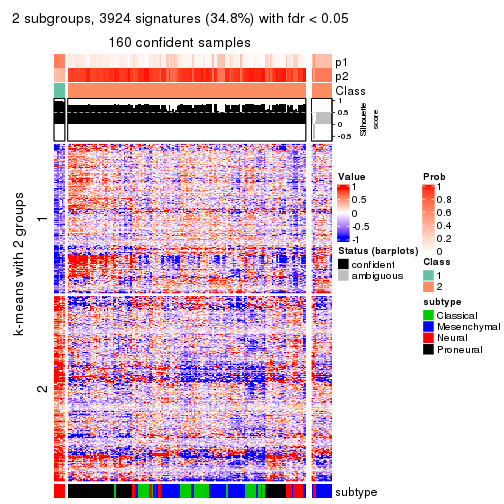 2 subgroups, 3924 signatures (34.8%) with fdr < 0.05
160 confident samples
p1
p2
Class
1
0.5
0
-0.5
Silhouette
score
k-means with 2 groups
1
2
Value
1
0.5
0
-0.5
-1
Status (barplots)
confident
ambiguous
Prob
1
0.8
0.6
0.4
0.2
0
Class
1
2
subtype
Classical
Mesenchymal
Neural
Proneural
subtype